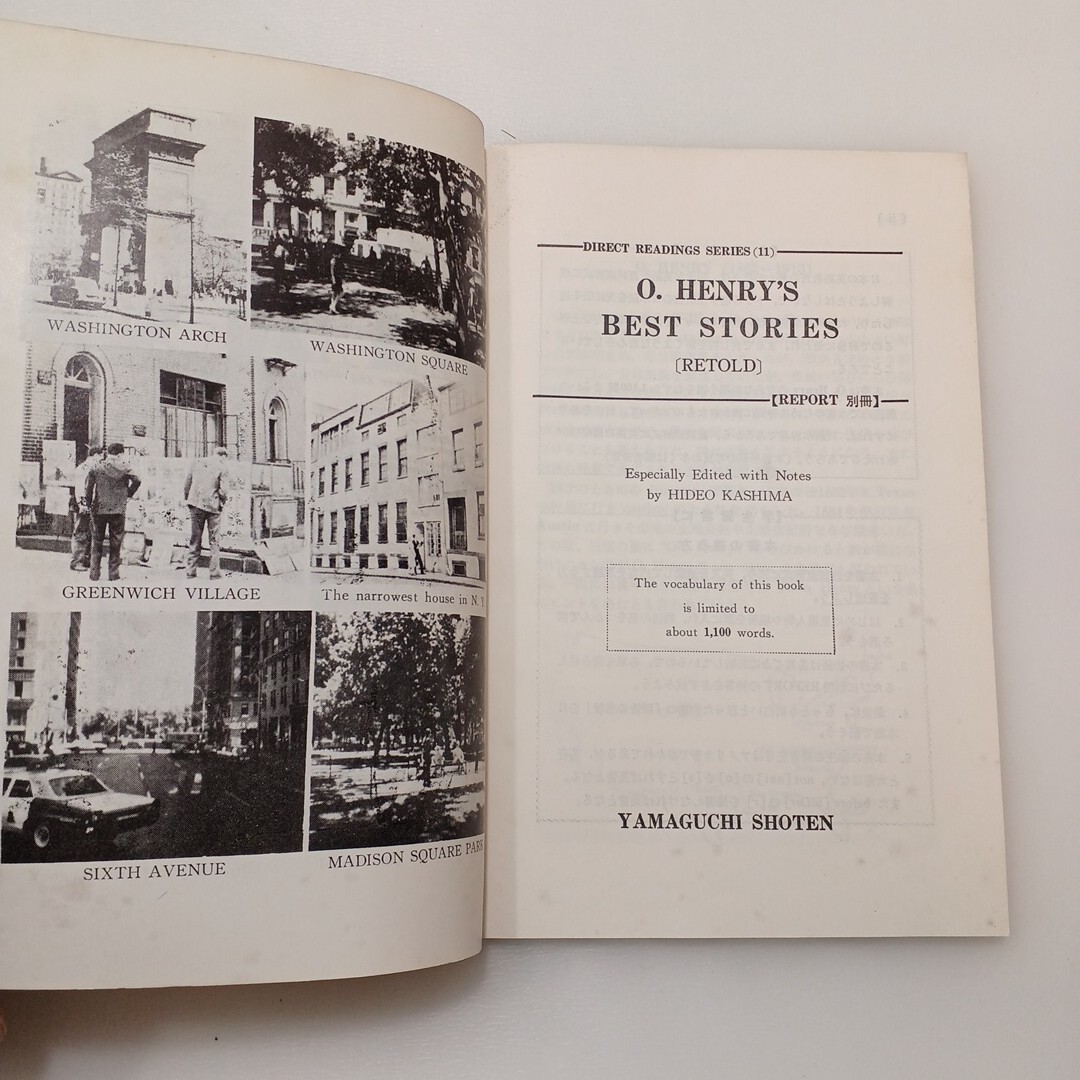 WASHINGTON ARCH
WASHINGTON SQUARE
GREENWICH VILLAGE
The narrowest house in N. Y.
SIXTH AVENUE
MADISON SQUARE PARK
DIRECT READINGS SERIES (11)
O. HENRY'S
BEST STORIES
〔RETOLD〕
【REPORT 別冊】
Especially Edited with Notes
by HIDEO KASHIMA
The vocabulary of this book
is limited to
about 1,100 words.
YAMAGUCHI SHOTEN